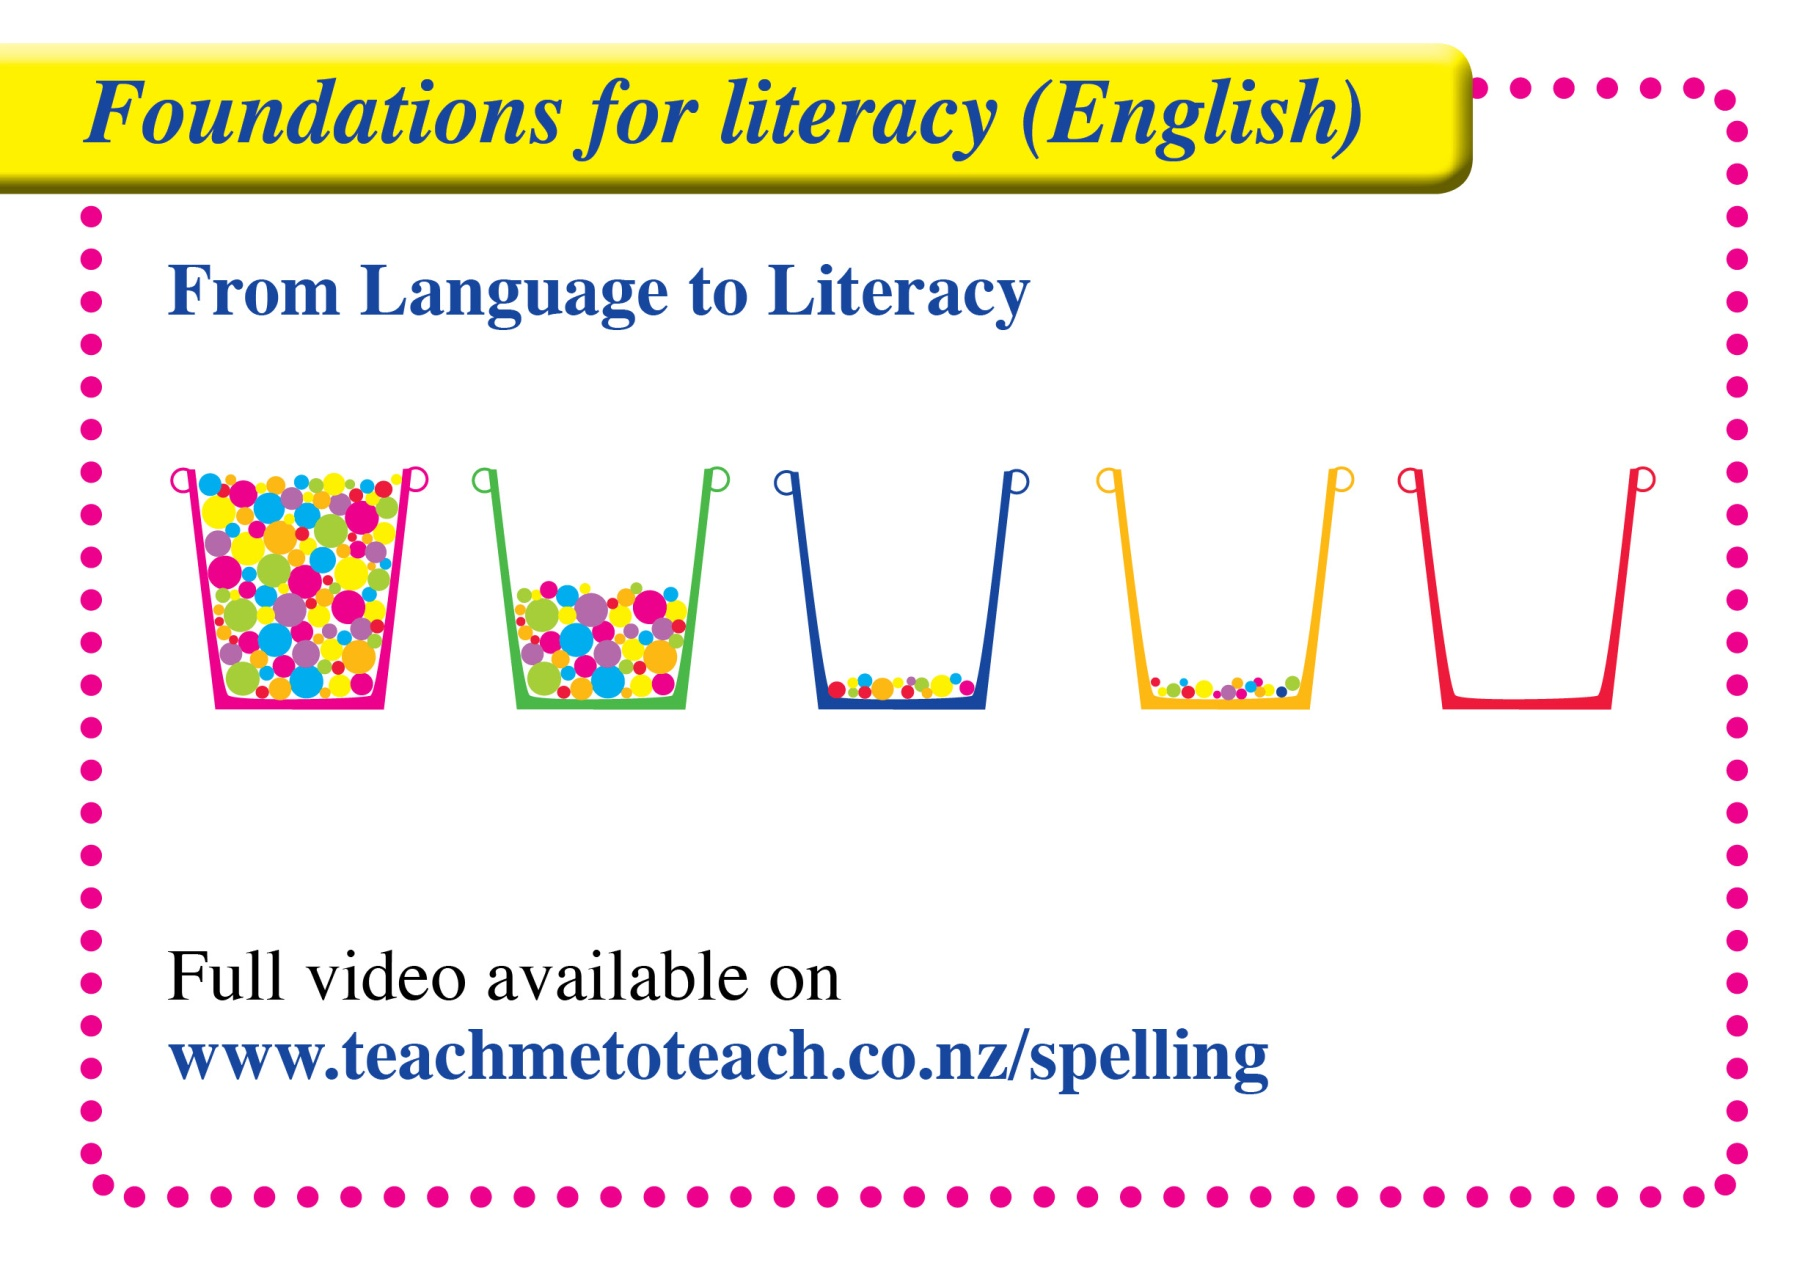 Foundations for literacy (English)
From Language to Literacy
Full video available on
www.teachmetoteach.co.nz/spelling